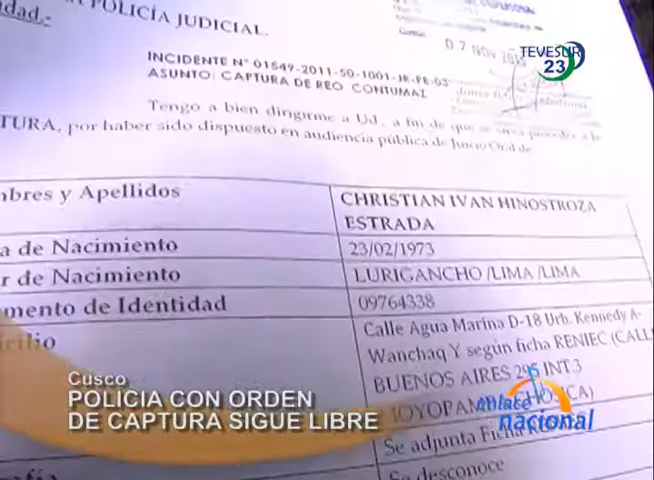 POLICÍA JUDICIAL.
07 NOV
TEVESUR
23
INCIDENTE N° 01549-2011-50-1001-JR-PE-03
ASUNTO: CAPTURA DE REO CONTUMAZ
Tengo a bien dirigirme a Ud., a fin de que se sirva proceder a la
TURA, por haber sido dispuesto en audiencia pública de Juicio Oral de
mbres y Apellidos
CHRISTIAN IVAN HINOSTROZA
ESTRADA
a de Nacimiento
23/02/1973
r de Nacimiento
LURIGANCHO /LIMA /LIMA
mento de Identidad
09764338
cilio
Calle Agua Marina D-18 Urb. Kennedy A-
Wanchaq Y según ficha RENIEC (CALL
BUENOS AIRES 295 INT.3
Cusco
POLICIA CON ORDEN
DE CAPTURA SIGUE LIBRE
enlace
nacional
Se adjunta Ficha
Se desconoce